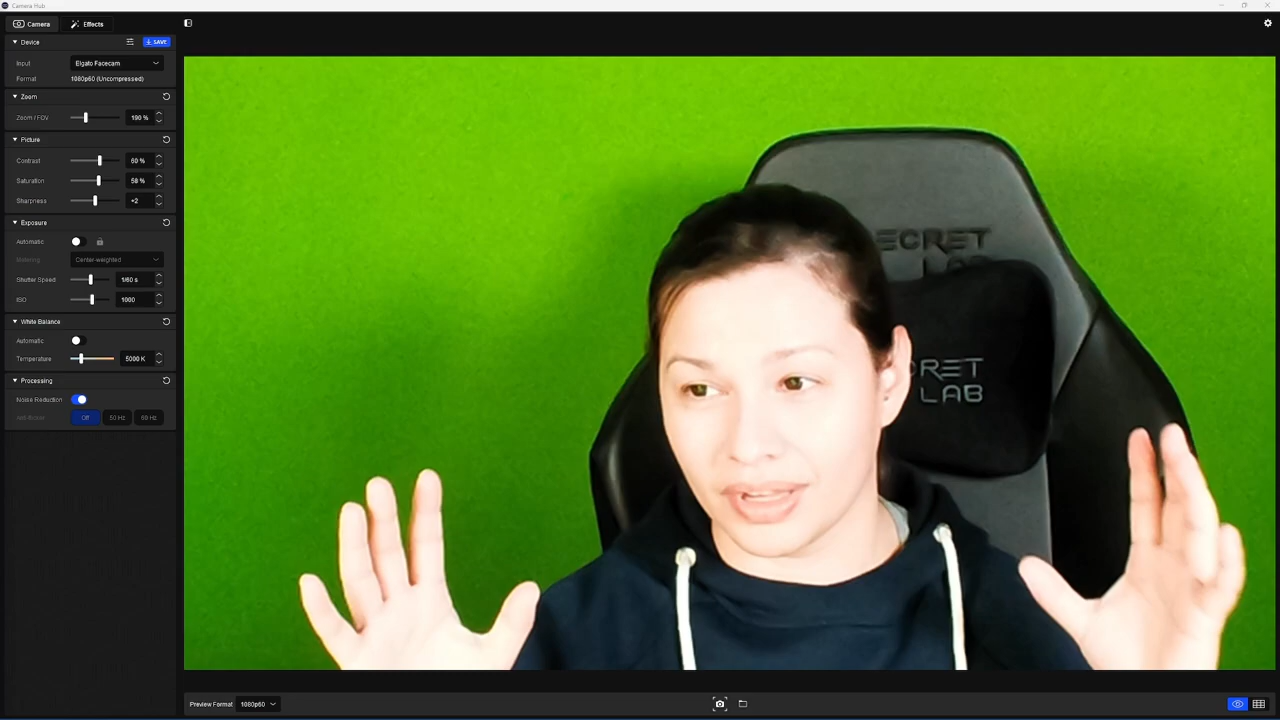 Camera Hub
Camera Effects
Device SAVE
Input Elgato Facecam
Format 1080p60 (Uncompressed)
Zoom
Zoom / FOV 190 %
Picture
Contrast 60 %
Saturation 58 %
Sharpness +2
Exposure
Automatic
Metering Center-weighted
Shutter Speed 1/60 s
ISO 1000
White Balance
Automatic
Temperature 5000 K
Processing
Noise Reduction
Anti-flicker Off 50 Hz 60 Hz
ECRET
LAB
CRET
LAB
Preview Format 1080p60